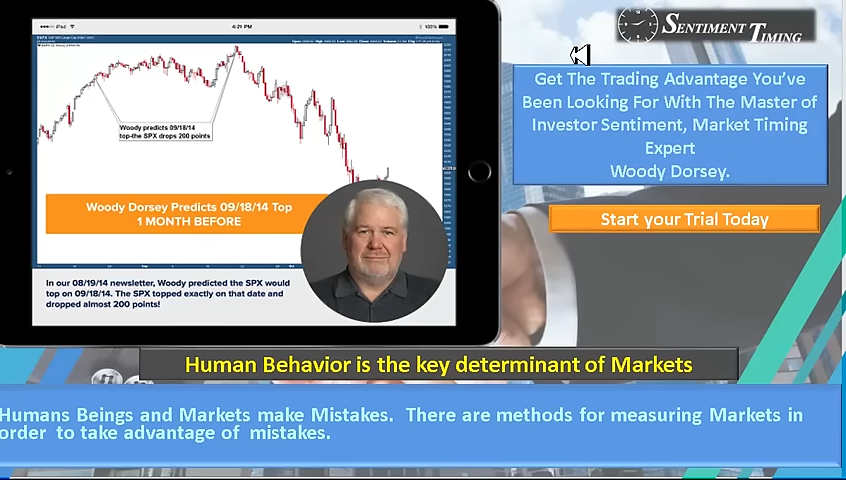 iPad
4:21 PM
100%
SENTIMENT TIMING
Get The Trading Advantage You've
Been Looking For With The Master of
Investor Sentiment, Market Timing
Expert
Woody Dorsey.
Start your Trial Today
Woody predicts 09/18/14
top-the SPX drops 200 points
Woody Dorsey Predicts 09/18/14 Top
1 MONTH BEFORE
In our 08/19/14 newsletter, Woody predicted the SPX would
top on 09/18/14. The SPX topped exactly on that date and
dropped almost 200 points!
Human Behavior is the key determinant of Markets
Humans Beings and Markets make Mistakes. There are methods for measuring Markets in
order to take advantage of mistakes.